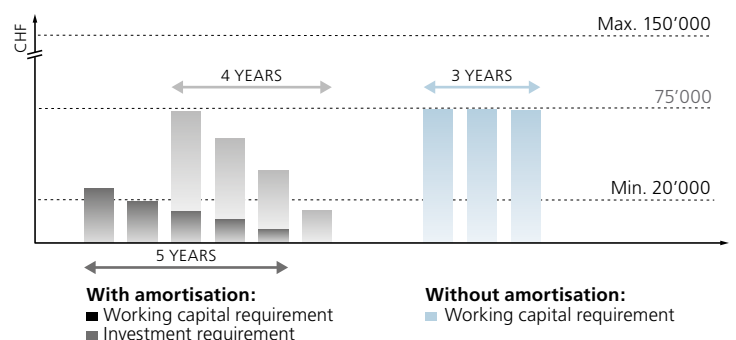 CHF
Max. 150’000
4 YEARS
3 YEARS
75’000
Min. 20’000
5 YEARS
With amortisation:
Working capital requirement
Investment requirement
Without amortisation:
Working capital requirement